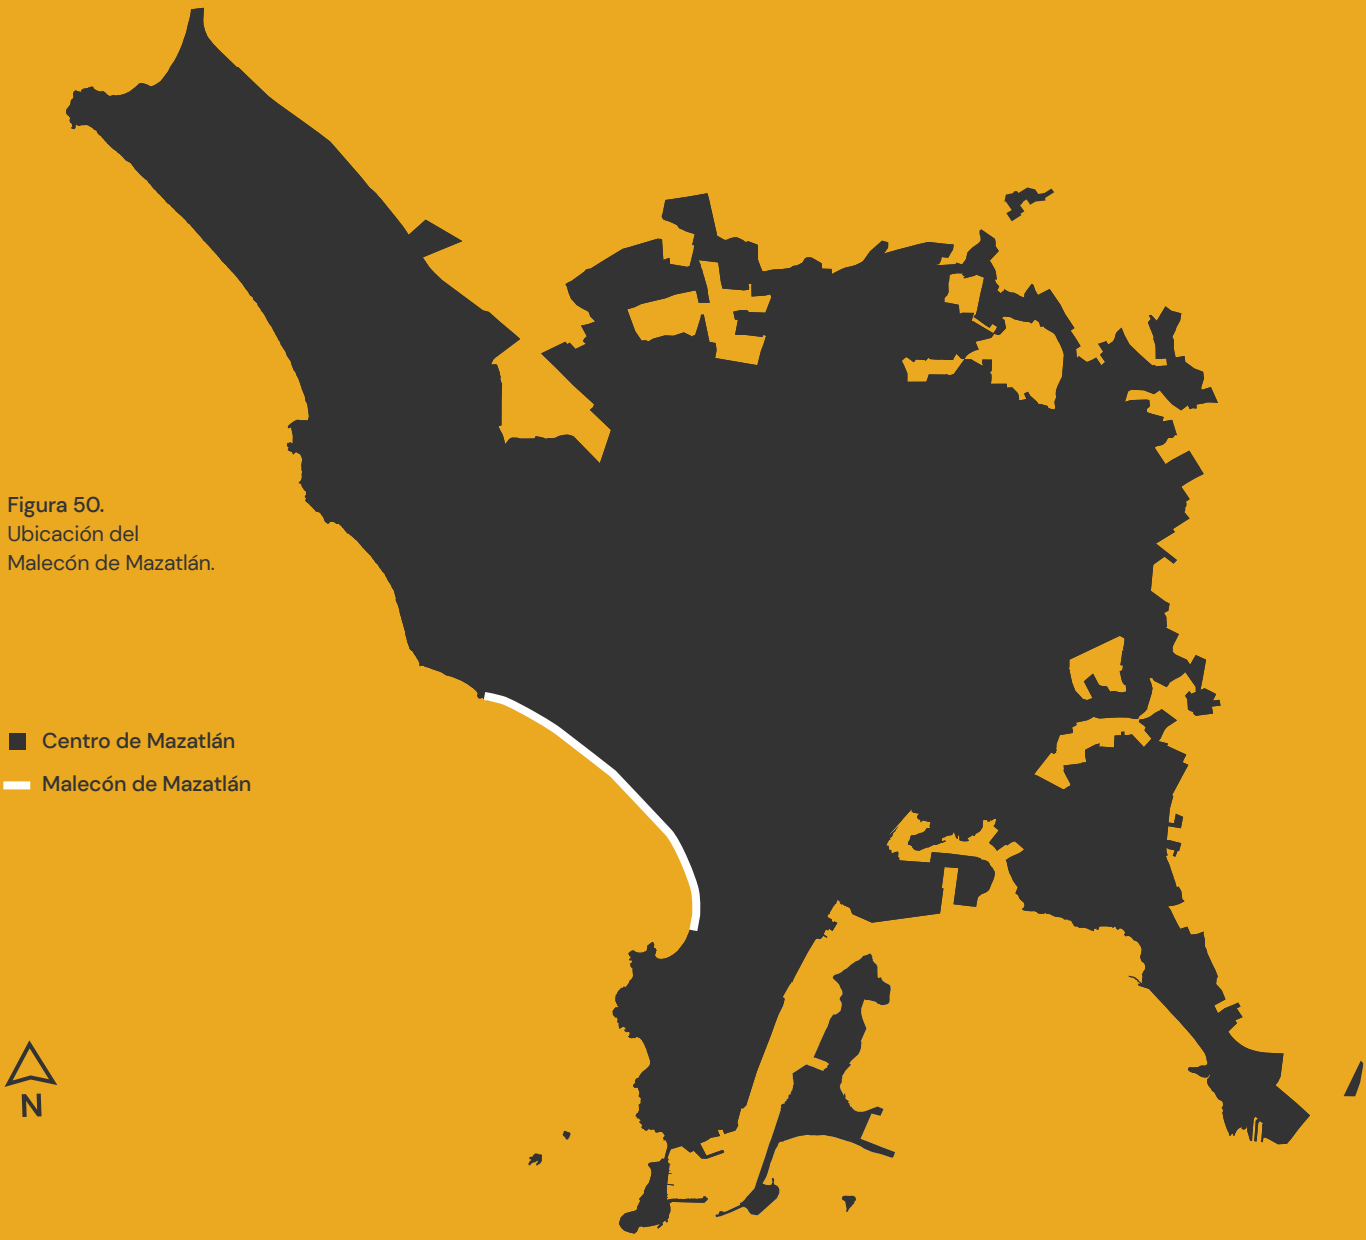 Figura 50.
Ubicación del
Malecón de Mazatlán.
Centro de Mazatlán
Malecón de Mazatlán
N